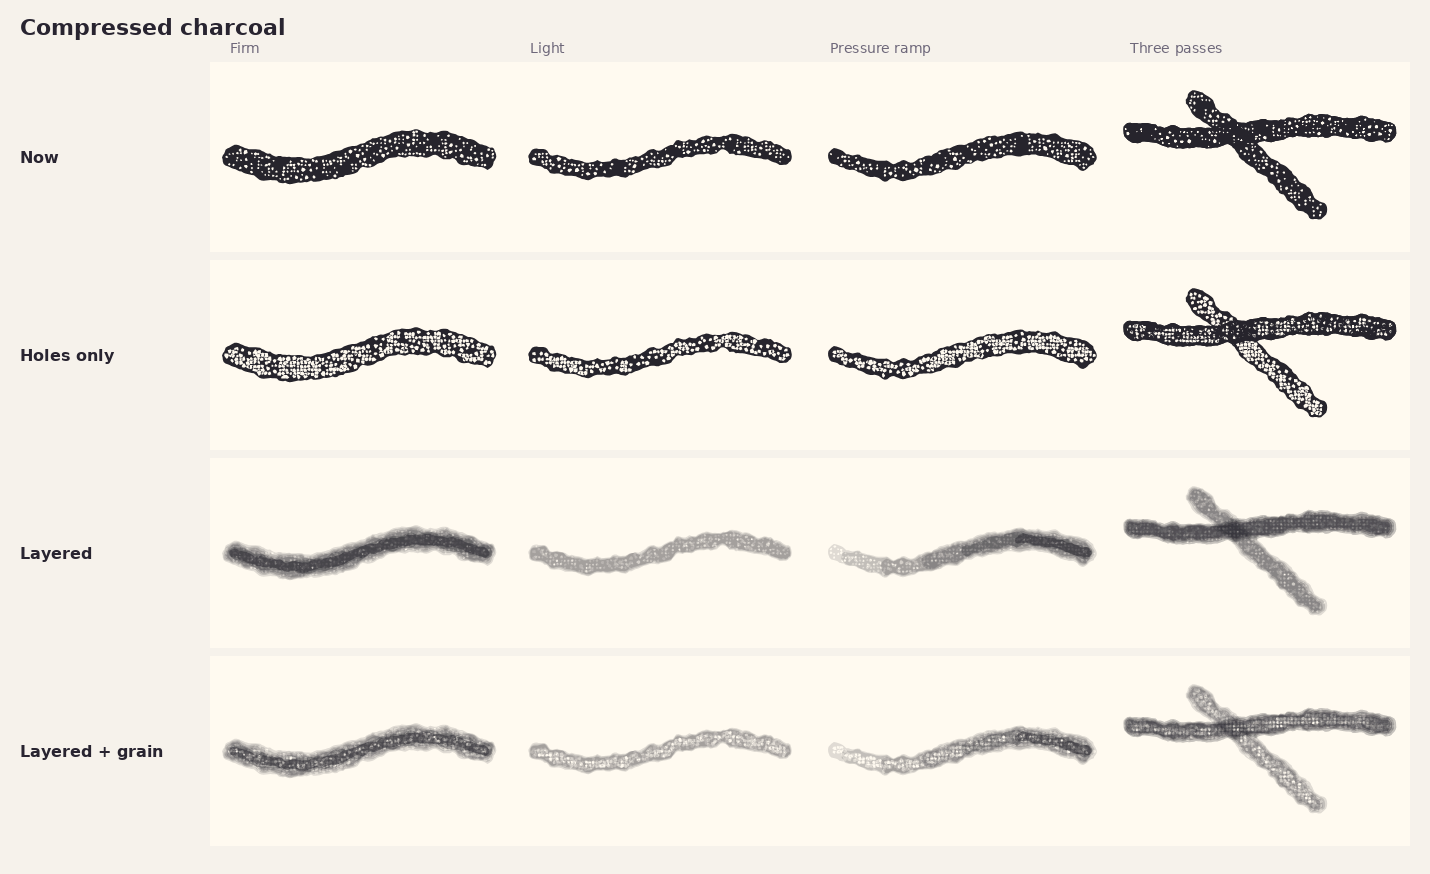 Compressed charcoal
Firm
Light
Pressure ramp
Three passes
Now
Holes only
Layered
Layered + grain